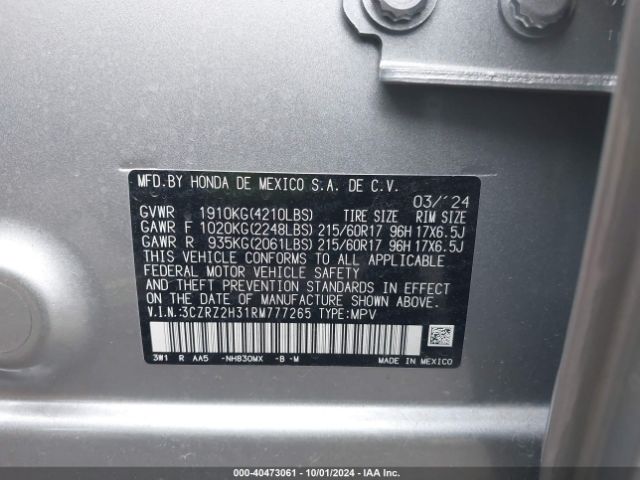 MFD.BY HONDA DE MEXICO S.A. DE C.V.
03/'24
GVWR 1910KG(4210LBS) TIRE SIZE RIM SIZE
GAWR F 1020KG(2248LBS) 215/60R17 96H 17X6.5J
GAWR R 935KG(2061LBS) 215/60R17 96H 17X6.5J
THIS VEHICLE CONFORMS TO ALL APPLICABLE
FEDERAL MOTOR VEHICLE SAFETY
AND THEFT PREVENTION STANDARDS IN EFFECT
ON THE DATE OF MANUFACTURE SHOWN ABOVE.
V.I.N.:3CZRZ2H31RM777265 TYPE:MPV
3W1 R AA5 -NH830MX -B -M MADE IN MEXICO
000-40473061 - 10/01/2024 - IAA Inc.